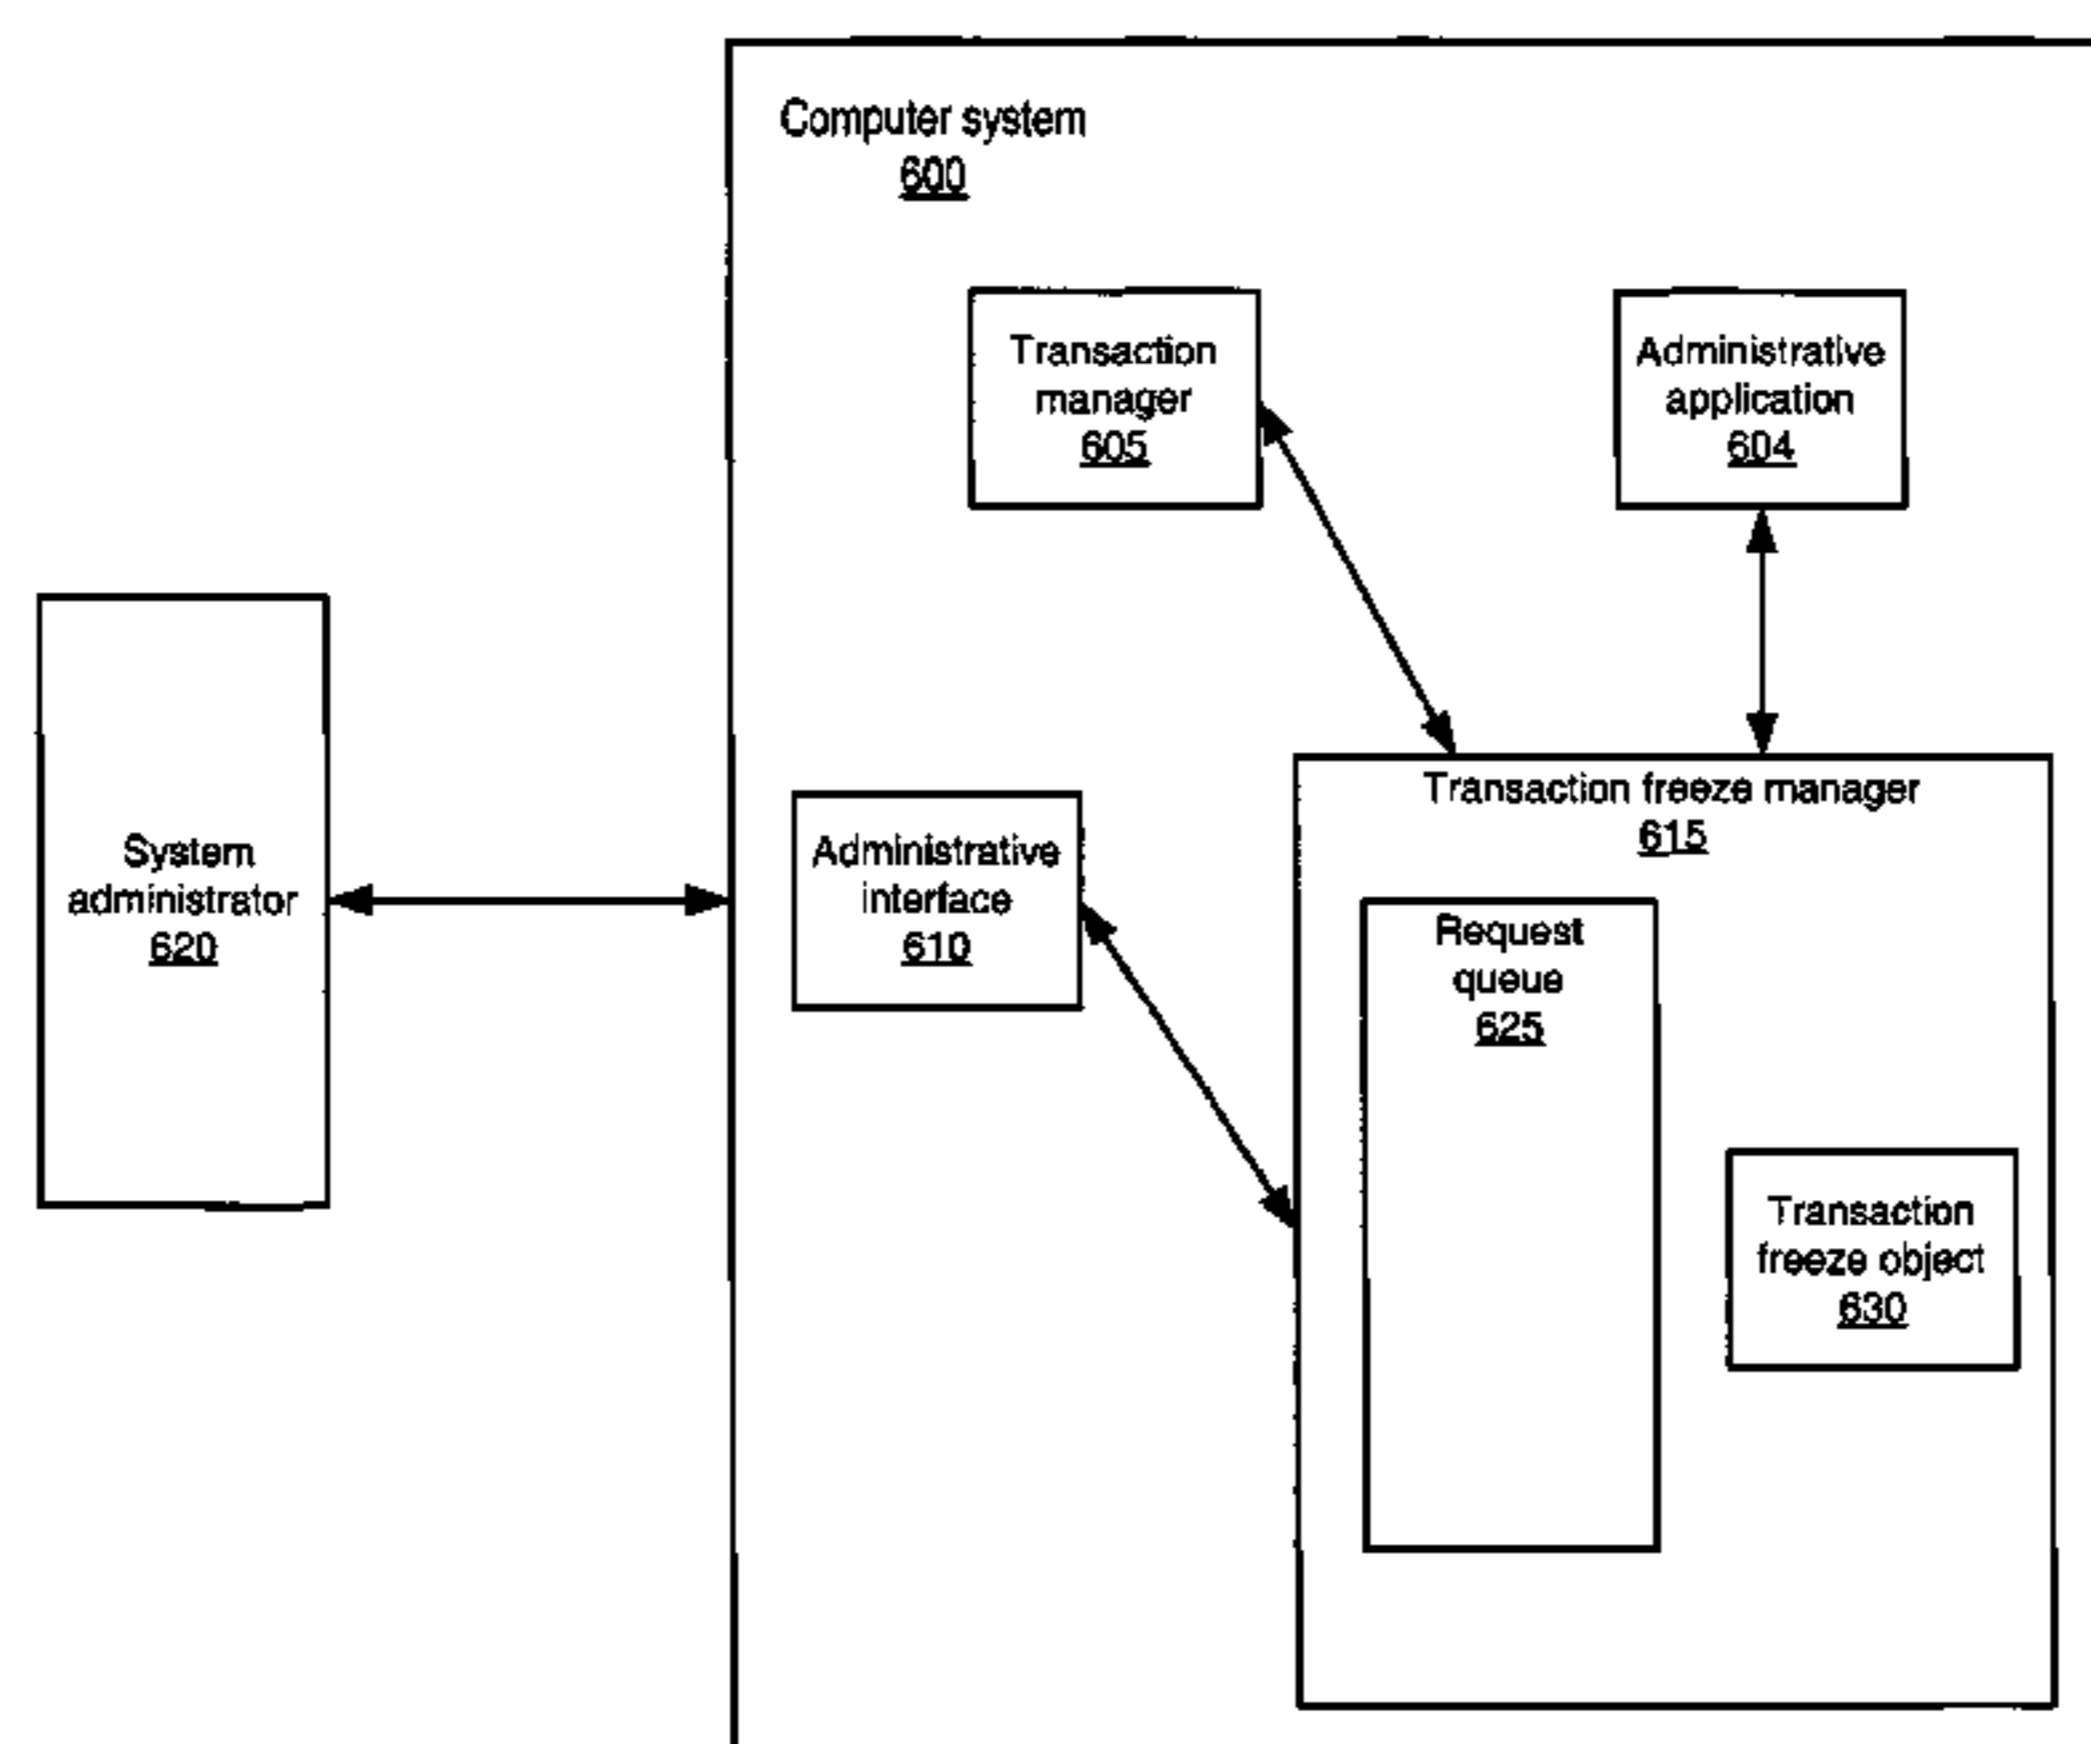 Computer system
600
Transaction
manager
605
Administrative
application
604
System
administrator
620
Administrative
interface
610
Transaction freeze manager
615
Request
queue
625
Transaction
freeze object
630